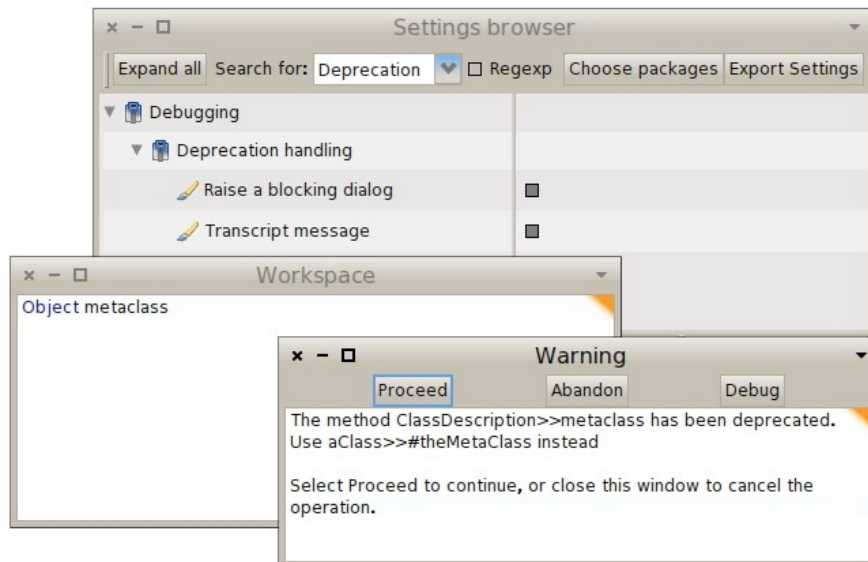 Settings browser
Expand all Search for: Deprecation Regexp Choose packages Export Settings
Debugging
Deprecation handling
Raise a blocking dialog
Transcript message
Workspace
Object metaclass
Warning
Proceed Abandon Debug
The method ClassDescription>>metaclass has been deprecated.
Use aClass>>#theMetaClass instead
Select Proceed to continue, or close this window to cancel the
operation.